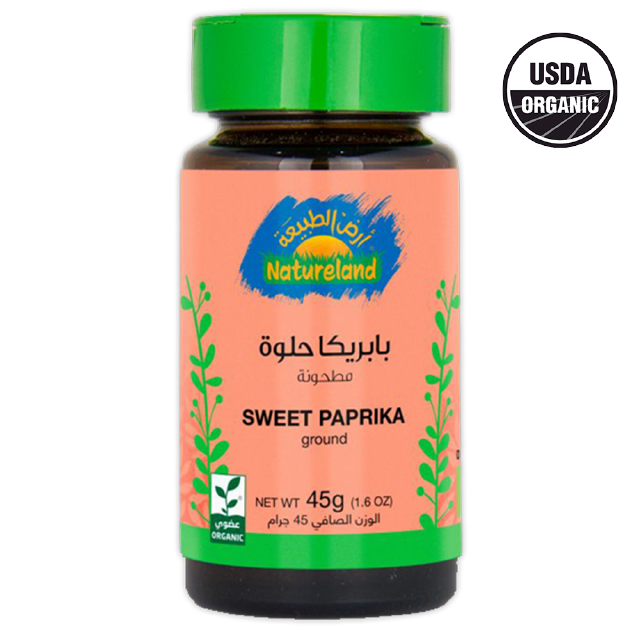 USDA
ORGANIC
أرض الطبيعة
Natureland
بابريكا حلوة
مطحونة
SWEET PAPRIKA
ground
NET WT 45g (1.6 OZ)
الوزن الصافي 45 جرام
عضوي
ORGANIC